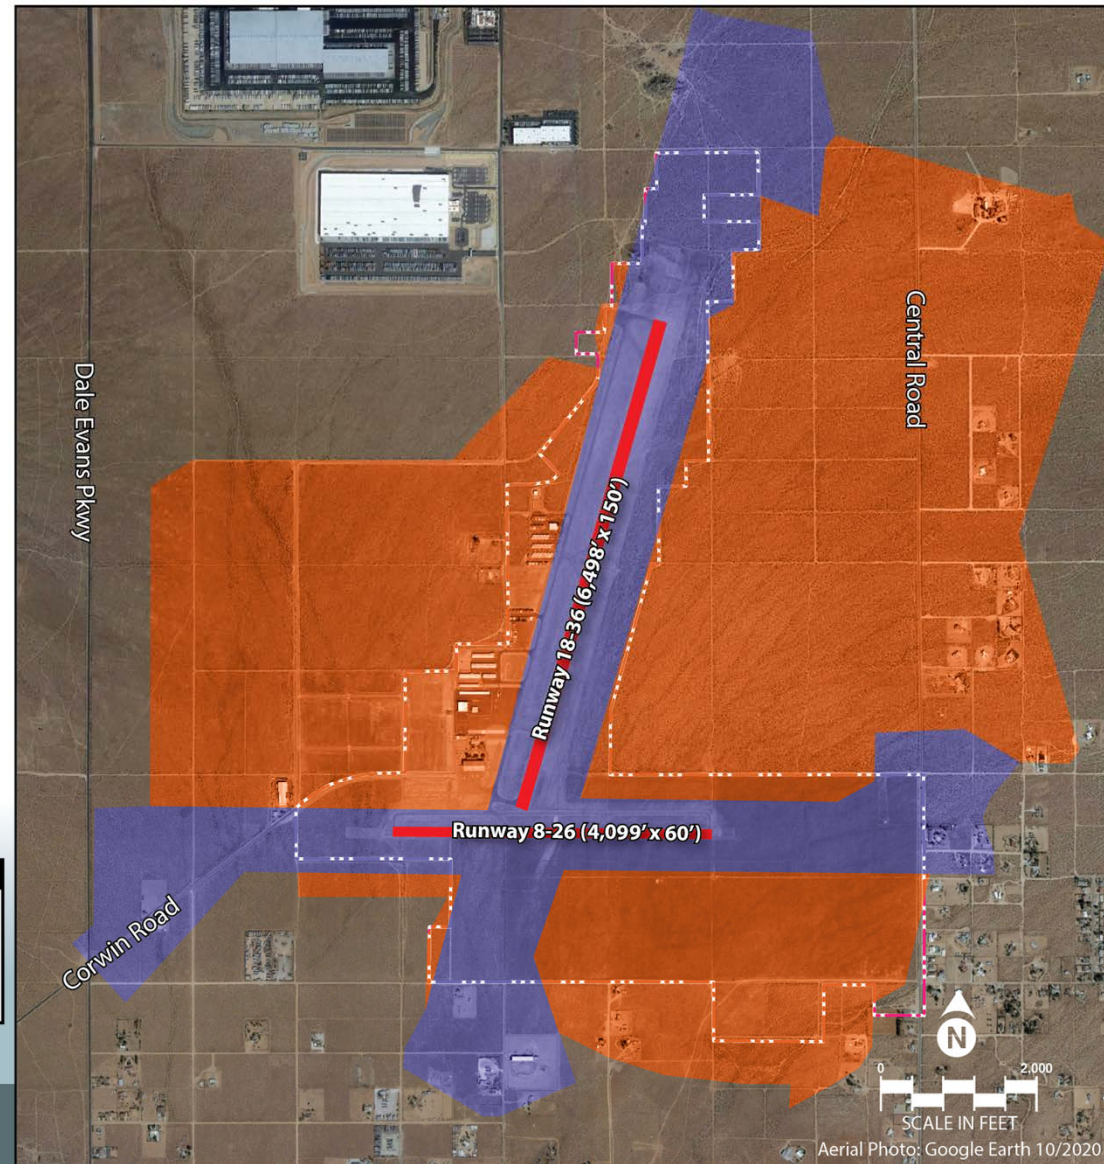 Dale Evans Pkwy
Central Road
Runway 18-36 (6,498' x 150')
Runway 8-26 (4,099' x 60')
Corwin Road
N
0 2,000
SCALE IN FEET
Aerial Photo: Google Earth 10/2020